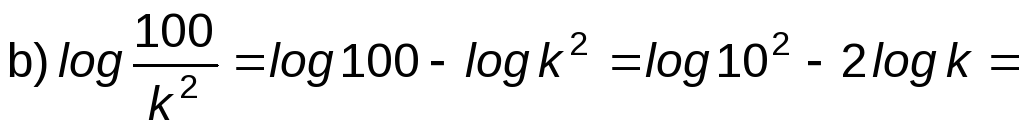 b) log 100/k² = log 100 - log k² = log 10² - 2 log k =